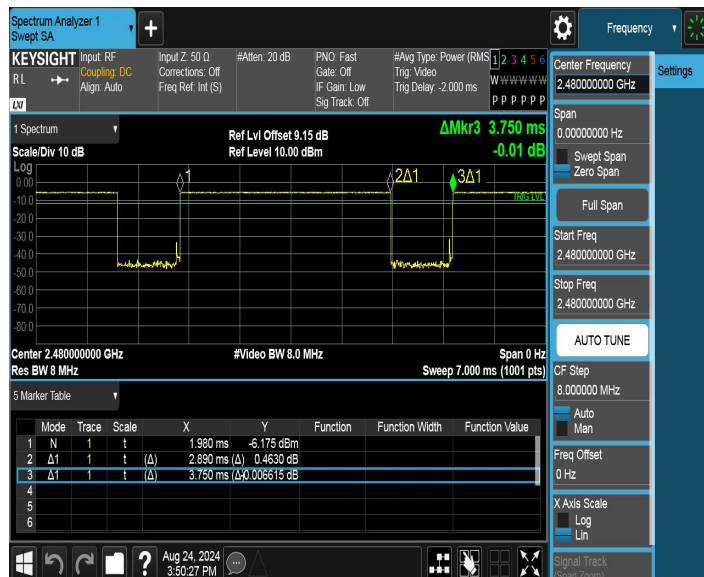 Spectrum Analyzer 1
Swept SA
+
Frequency
KEYSIGHT
RL
LXI
Input: RF
Coupling: DC
Align: Auto
Input Z: 50 Ω
Corrections: Off
Freq Ref: Int (S)
#Atten: 20 dB
PNO: Fast
Gate: Off
IF Gain: Low
Sig Track: Off
#Avg Type: Power (RMS
Trig: Video
Trig Delay: -2.000 ms
1 2 3 4 5 6
W W W W W W
P P P P P P
1 Spectrum
Scale/Div 10 dB
Ref Lvl Offset 9.15 dB
Ref Level 10.00 dBm
ΔMkr3 3.750 ms
-0.01 dB
Log
0.00
-10.0
-20.0
-30.0
-40.0
-50.0
-60.0
-70.0
-80.0
1
2Δ1
3Δ1
TRIG LVL
Center 2.480000000 GHz
#Video BW 8.0 MHz
Span 0 Hz
Res BW 8 MHz
Sweep 7.000 ms (1001 pts)
5 Marker Table
Mode Trace Scale X Y Function Function Width Function Value
1 N 1 t 1.980 ms -6.175 dBm
2 Δ1 1 t (Δ) 2.890 ms (Δ) 0.4630 dB
3 Δ1 1 t (Δ) 3.750 ms (Δ)-0.006615 dB
4
5
6
?
Aug 24, 2024
3:50:27 PM
Center Frequency
2.480000000 GHz
Settings
Span
0.00000000 Hz
Swept Span
Zero Span
Full Span
Start Freq
2.480000000 GHz
Stop Freq
2.480000000 GHz
AUTO TUNE
CF Step
8.000000 MHz
Auto
Man
Freq Offset
0 Hz
X Axis Scale
Log
Lin
Signal Track
(Span Zoom)